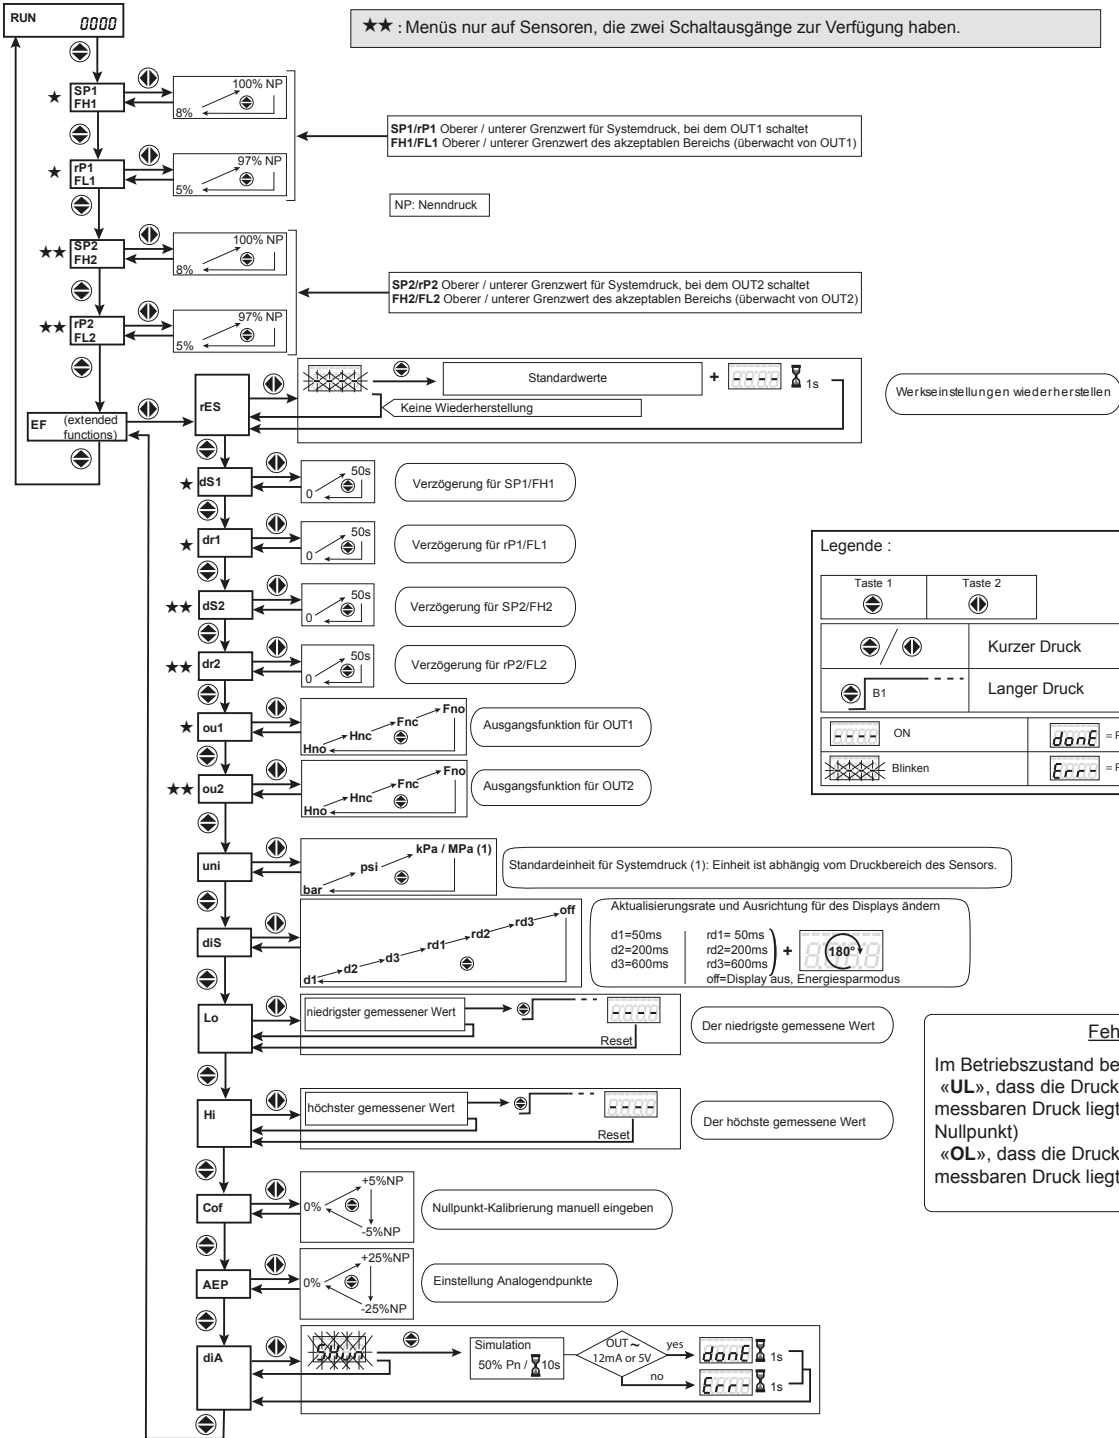 RUN 0000
★★ : Menüs nur auf Sensoren, die zwei Schaltausgänge zur Verfügung haben.
★ SP1
FH1
100% NP
8%
SP1/rP1 Oberer / unterer Grenzwert für Systemdruck, bei dem OUT1 schaltet
FH1/FL1 Oberer / unterer Grenzwert des akzeptablen Bereichs (überwacht von OUT1)
★ rP1
FL1
97% NP
5%
NP: Nenndruck
★★ SP2
FH2
100% NP
8%
SP2/rP2 Oberer / unterer Grenzwert für Systemdruck, bei dem OUT2 schaltet
FH2/FL2 Oberer / unterer Grenzwert des akzeptablen Bereichs (überwacht von OUT2)
★★ rP2
FL2
97% NP
5%
EF (extended
functions)
rES
Standardwerte + 1s
Keine Wiederherstellung
Werkseinstellungen wiederherstellen
★ dS1
50s
0
Verzögerung für SP1/FH1
★ dr1
50s
0
Verzögerung für rP1/FL1
★★ dS2
50s
0
Verzögerung für SP2/FH2
★★ dr2
50s
0
Verzögerung für rP2/FL2
★ ou1
Hno Hnc Fnc Fno
Ausgangsfunktion für OUT1
★★ ou2
Hno Hnc Fnc Fno
Ausgangsfunktion für OUT2
Legende :
Taste 1 Taste 2
/ Kurzer Druck
B1 Langer Druck
---- ON
donE = P
Blinken
Err- = P
uni
bar psi kPa / MPa (1)
Standardeinheit für Systemdruck (1): Einheit ist abhängig vom Druckbereich des Sensors.
diS
d1 d2 d3 rd1 rd2 rd3 off
Aktualisierungsrate und Ausrichtung für des Displays ändern
d1=50ms rd1= 50ms
d2=200ms rd2=200ms + 180°
d3=600ms rd3=600ms
off=Display aus, Energiesparmodus
Lo
niedrigster gemessener Wert
----
Reset
Der niedrigste gemessene Wert
Hi
höchster gemessener Wert
----
Reset
Der höchste gemessene Wert
Feh
Im Betriebszustand be
«UL», dass die Druck
messbaren Druck liegt
Nullpunkt)
«OL», dass die Druck
messbaren Druck liegt
Cof
+5%NP
0%
-5%NP
Nullpunkt-Kalibrierung manuell eingeben
AEP
+25%NP
0%
-25%NP
Einstellung Analogendpunkte
diA
Simulation
50% Pn / 10s
OUT ~
12mA or 5V
yes
donE 1s
no
Err- 1s